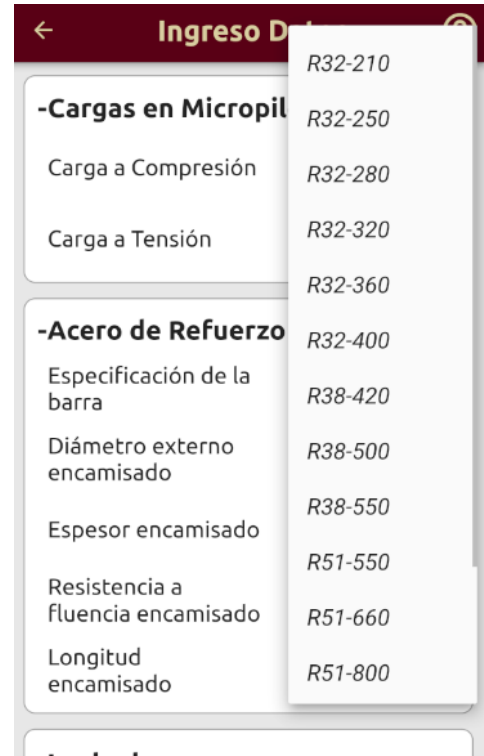 Ingreso D
-Cargas en Micropil
Carga a Compresión
Carga a Tensión
-Acero de Refuerzo
Especificación de la
barra
Diámetro externo
encamisado
Espesor encamisado
Resistencia a
fluencia encamisado
Longitud
encamisado
R32-210
R32-250
R32-280
R32-320
R32-360
R32-400
R38-420
R38-500
R38-550
R51-550
R51-660
R51-800